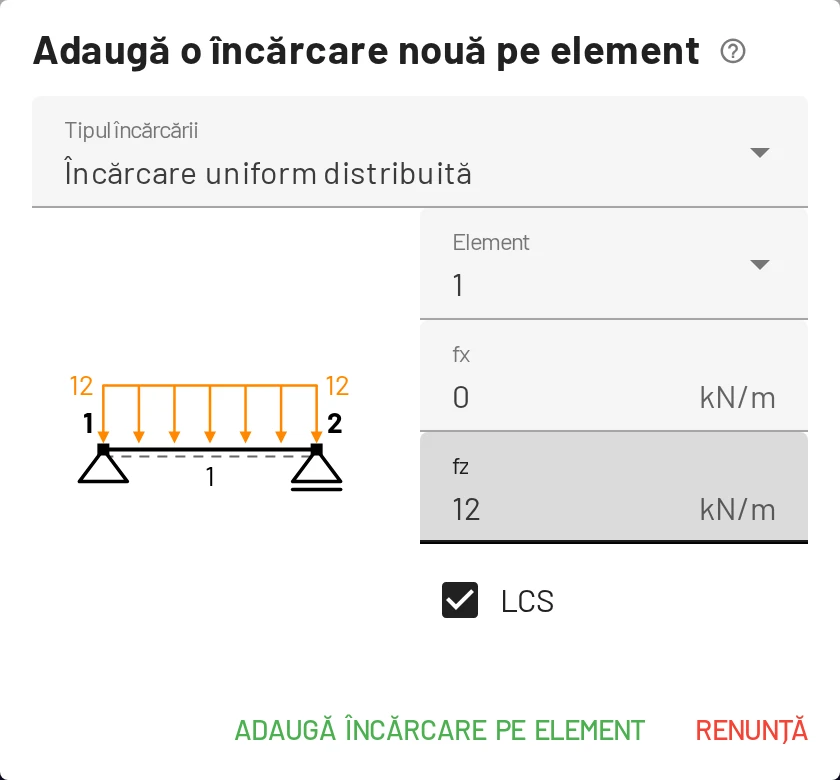 Adaugă o încărcare nouă pe element ?
Tipul încărcării
Încărcare uniform distribuită
Element
1
fx
0 kN/m
fz
12 kN/m
12 12
1 2
1
LCS
ADAUGĂ ÎNCĂRCARE PE ELEMENT RENUNȚĂ